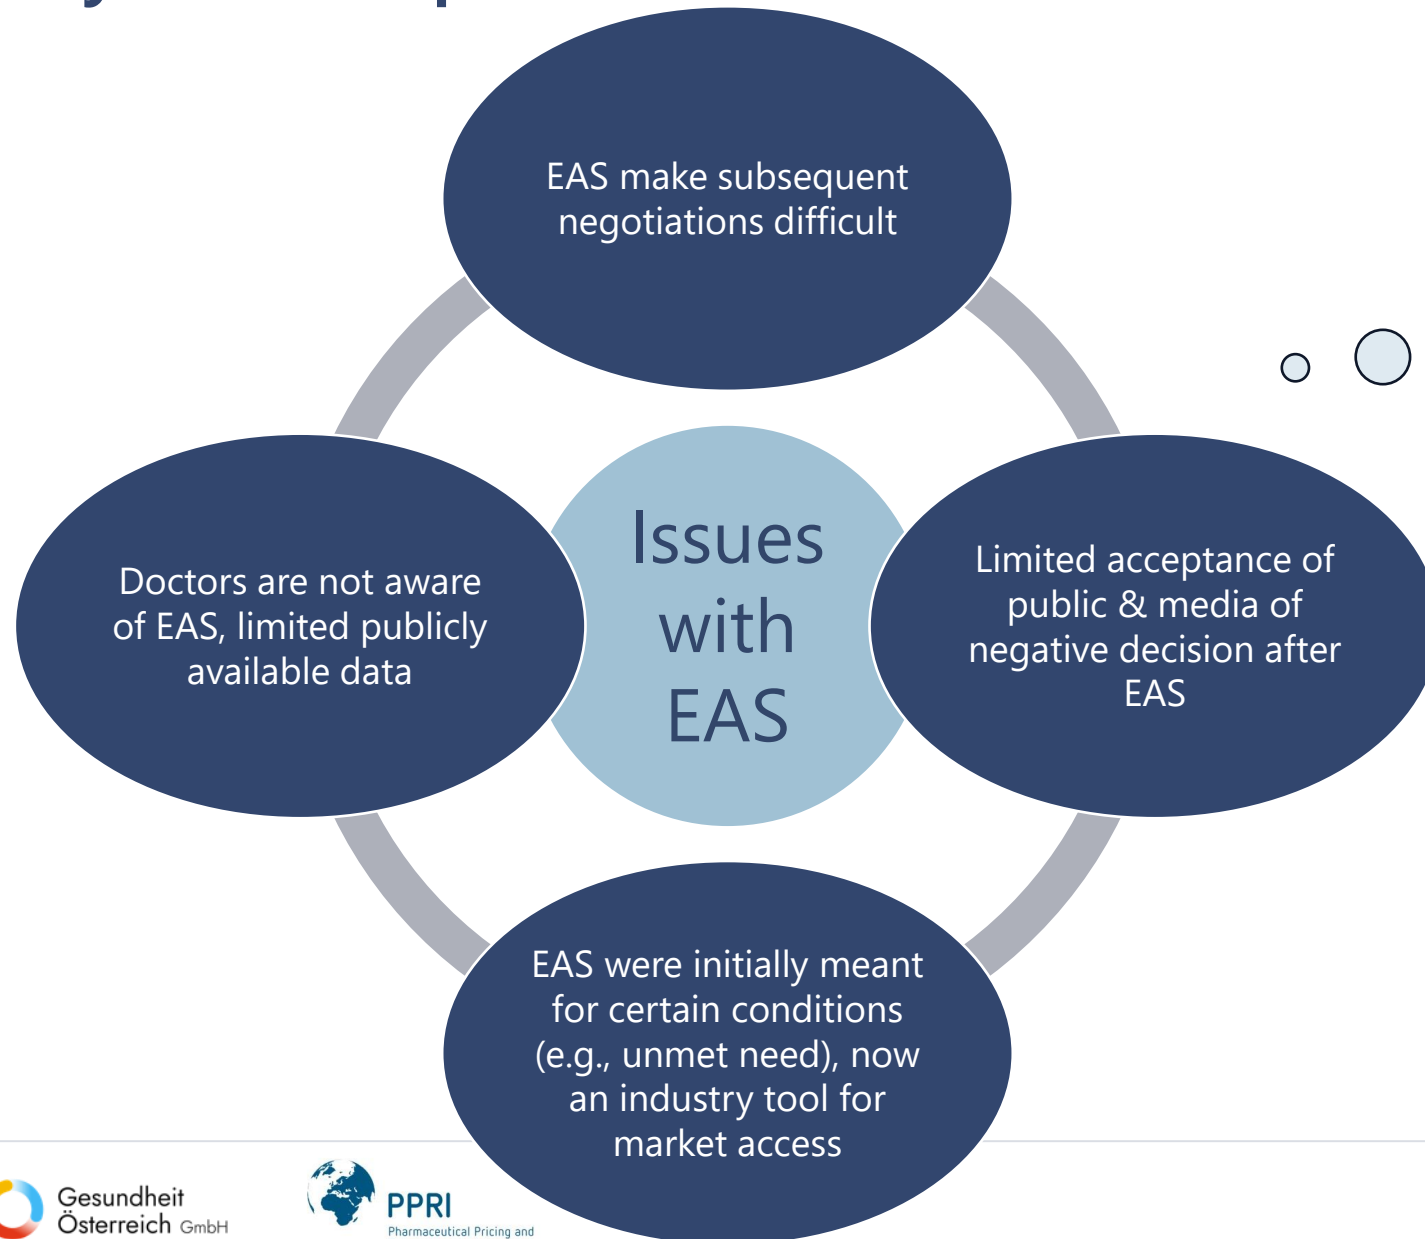 EAS make subsequent
negotiations difficult
Issues
with
EAS
Doctors are not aware
of EAS, limited publicly
available data
Limited acceptance of
public & media of
negative decision after
EAS
EAS were initially meant
for certain conditions
(e.g., unmet need), now
an industry tool for
market access
Gesundheit
Österreich GmbH
PPRI
Pharmaceutical Pricing and